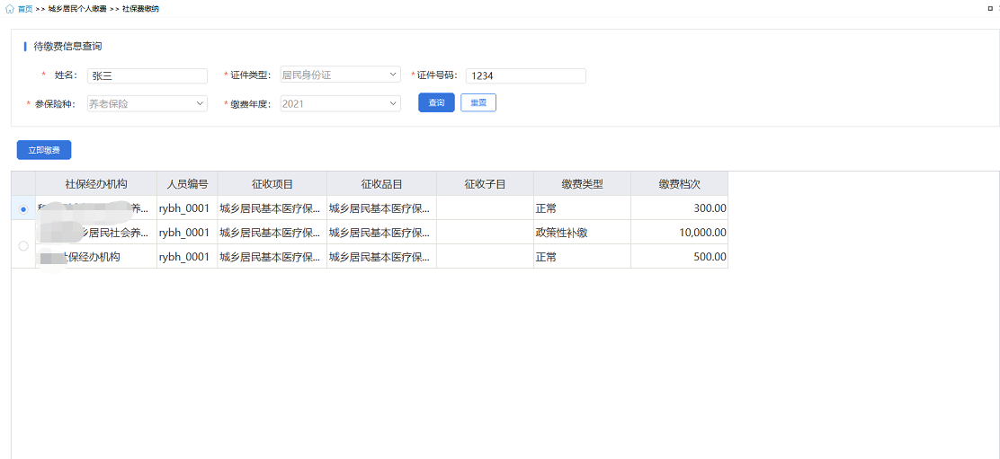 首页 >> 城乡居民个人缴费 >> 社保费缴纳
待缴费信息查询
* 姓名: 张三 * 证件类型: 居民身份证 * 证件号码: 1234
* 参保险种: 养老保险 * 缴费年度: 2021 查询 重置
立即缴费
社保经办机构 人员编号 征收项目 征收品目 征收子目 缴费类型 缴费档次
养... rybh_0001 城乡居民基本医疗保... 城乡居民基本医疗保... 正常 300.00
乡居民社会养... rybh_0001 城乡居民基本医疗保... 城乡居民基本医疗保... 政策性补缴 10,000.00
社保经办机构 rybh_0001 城乡居民基本医疗保... 城乡居民基本医疗保... 正常 500.00